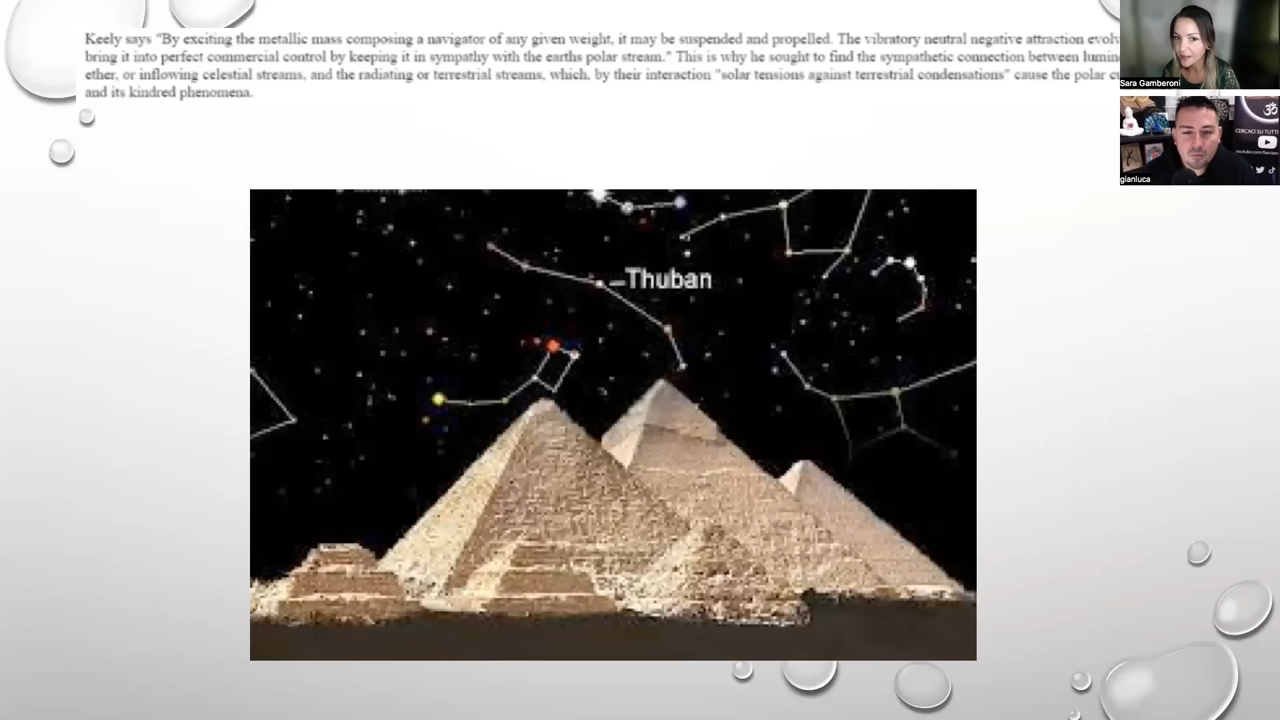 Keely says "By exciting the metallic mass composing a navigator of any given weight, it may be suspended and propelled. The vibratory neutral negative attraction evolv
bring it into perfect commercial control by keeping it in sympathy with the earths polar stream." This is why he sought to find the sympathetic connection between lumin
ether, or inflowing celestial streams, and the radiating or terrestrial streams, which, by their interaction "solar tensions against terrestrial condensations" cause the polar cu
and its kindred phenomena.
Sara Gamberoni
CERCACI SU TUTTI
gianluca
Thuban